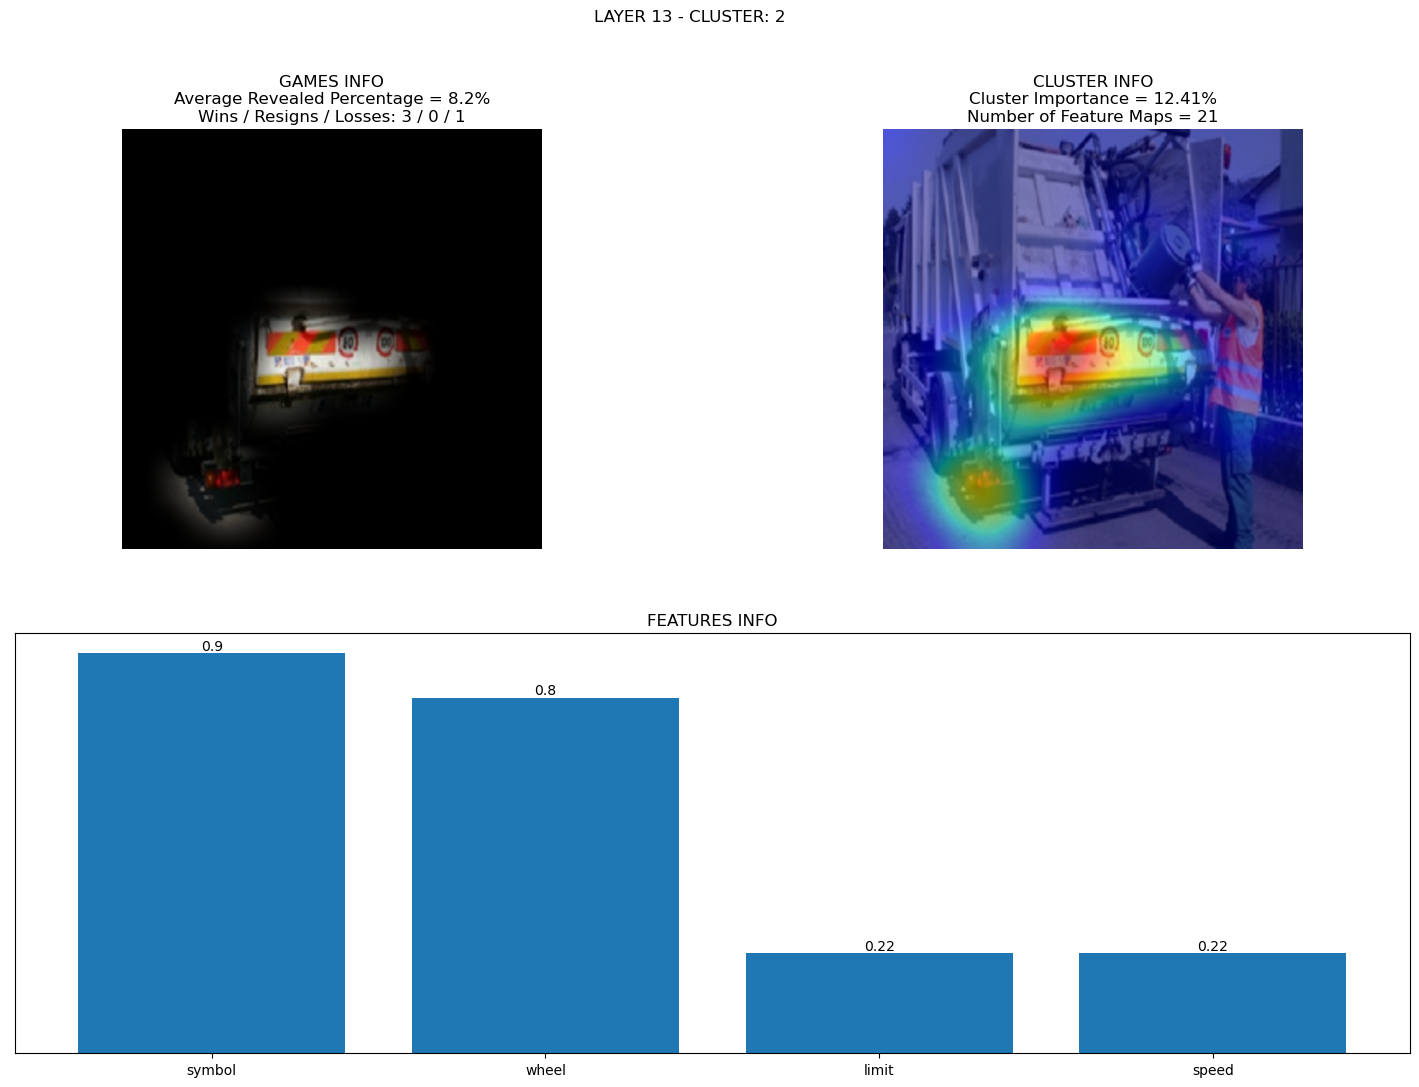 LAYER 13 - CLUSTER: 2
GAMES INFO
Average Revealed Percentage = 8.2%
Wins / Resigns / Losses: 3 / 0 / 1
CLUSTER INFO
Cluster Importance = 12.41%
Number of Feature Maps = 21
FEATURES INFO
0.9
0.8
0.22
0.22
symbol
wheel
limit
speed